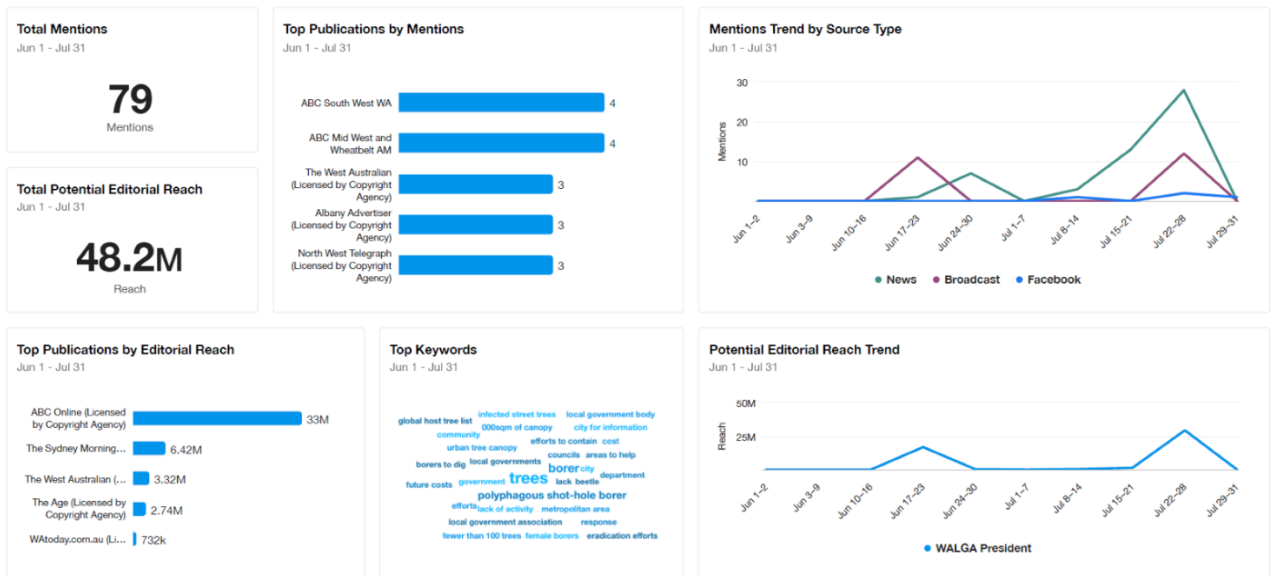 Total Mentions
Jun 1 - Jul 31
79
Mentions
Total Potential Editorial Reach
Jun 1 - Jul 31
48.2M
Reach
Top Publications by Mentions
Jun 1 - Jul 31
ABC South West WA
4
ABC Mid West and
Wheatbelt AM
4
The West Australian
(Licensed by Copyright
Agency)
3
Albany Advertiser
(Licensed by Copyright
Agency)
3
North West Telegraph
(Licensed by Copyright
Agency)
3
Mentions Trend by Source Type
Jun 1 - Jul 31
Mentions
30
20
10
Jun 1–2
Jun 3–9
Jun 10–16
Jun 17–23
Jun 24–30
Jul 1–7
Jul 8–14
Jul 15–21
Jul 22–28
Jul 29–31
News
Broadcast
Facebook
Top Publications by Editorial Reach
Jun 1 - Jul 31
ABC Online (Licensed
by Copyright Agency)
33M
The Sydney Morning...
6.42M
The West Australian (...
3.32M
The Age (Licensed by
Copyright Agency)
2.74M
WAtoday.com.au (Li...
732k
Top Keywords
Jun 1 - Jul 31
infected street trees
local government body
global host tree list
000sqm of canopy
city for information
community
efforts to contain
cost
urban tree canopy
councils
areas to help
borers to dig
local governments
borer
city
department
future costs
government
trees
lack beetle
polyphagous shot-hole borer
efforts
lack of activity
metropolitan area
local government association
response
fewer than 100 trees
female borers
eradication efforts
Potential Editorial Reach Trend
Jun 1 - Jul 31
Reach
50M
25M
Jun 1–2
Jun 3–9
Jun 10–16
Jun 17–23
Jun 24–30
Jul 1–7
Jul 8–14
Jul 15–21
Jul 22–28
Jul 29–31
WALGA President